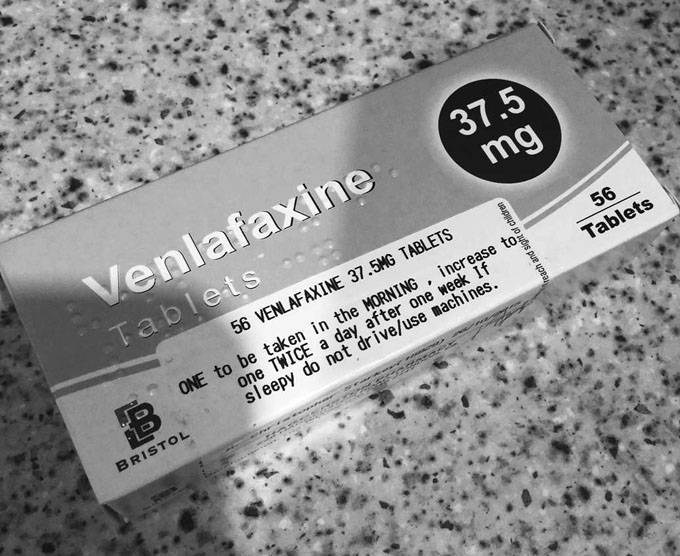 37.5
mg
Venlafaxine
Tablets
56
Tablets
56 VENLAFAXINE 37.5MG TABLETS
ONE to be taken in the MORNING , increase to
one TWICE a day after one week If
sleepy do not drive/use machines.
reach and sight of children
BRISTOL